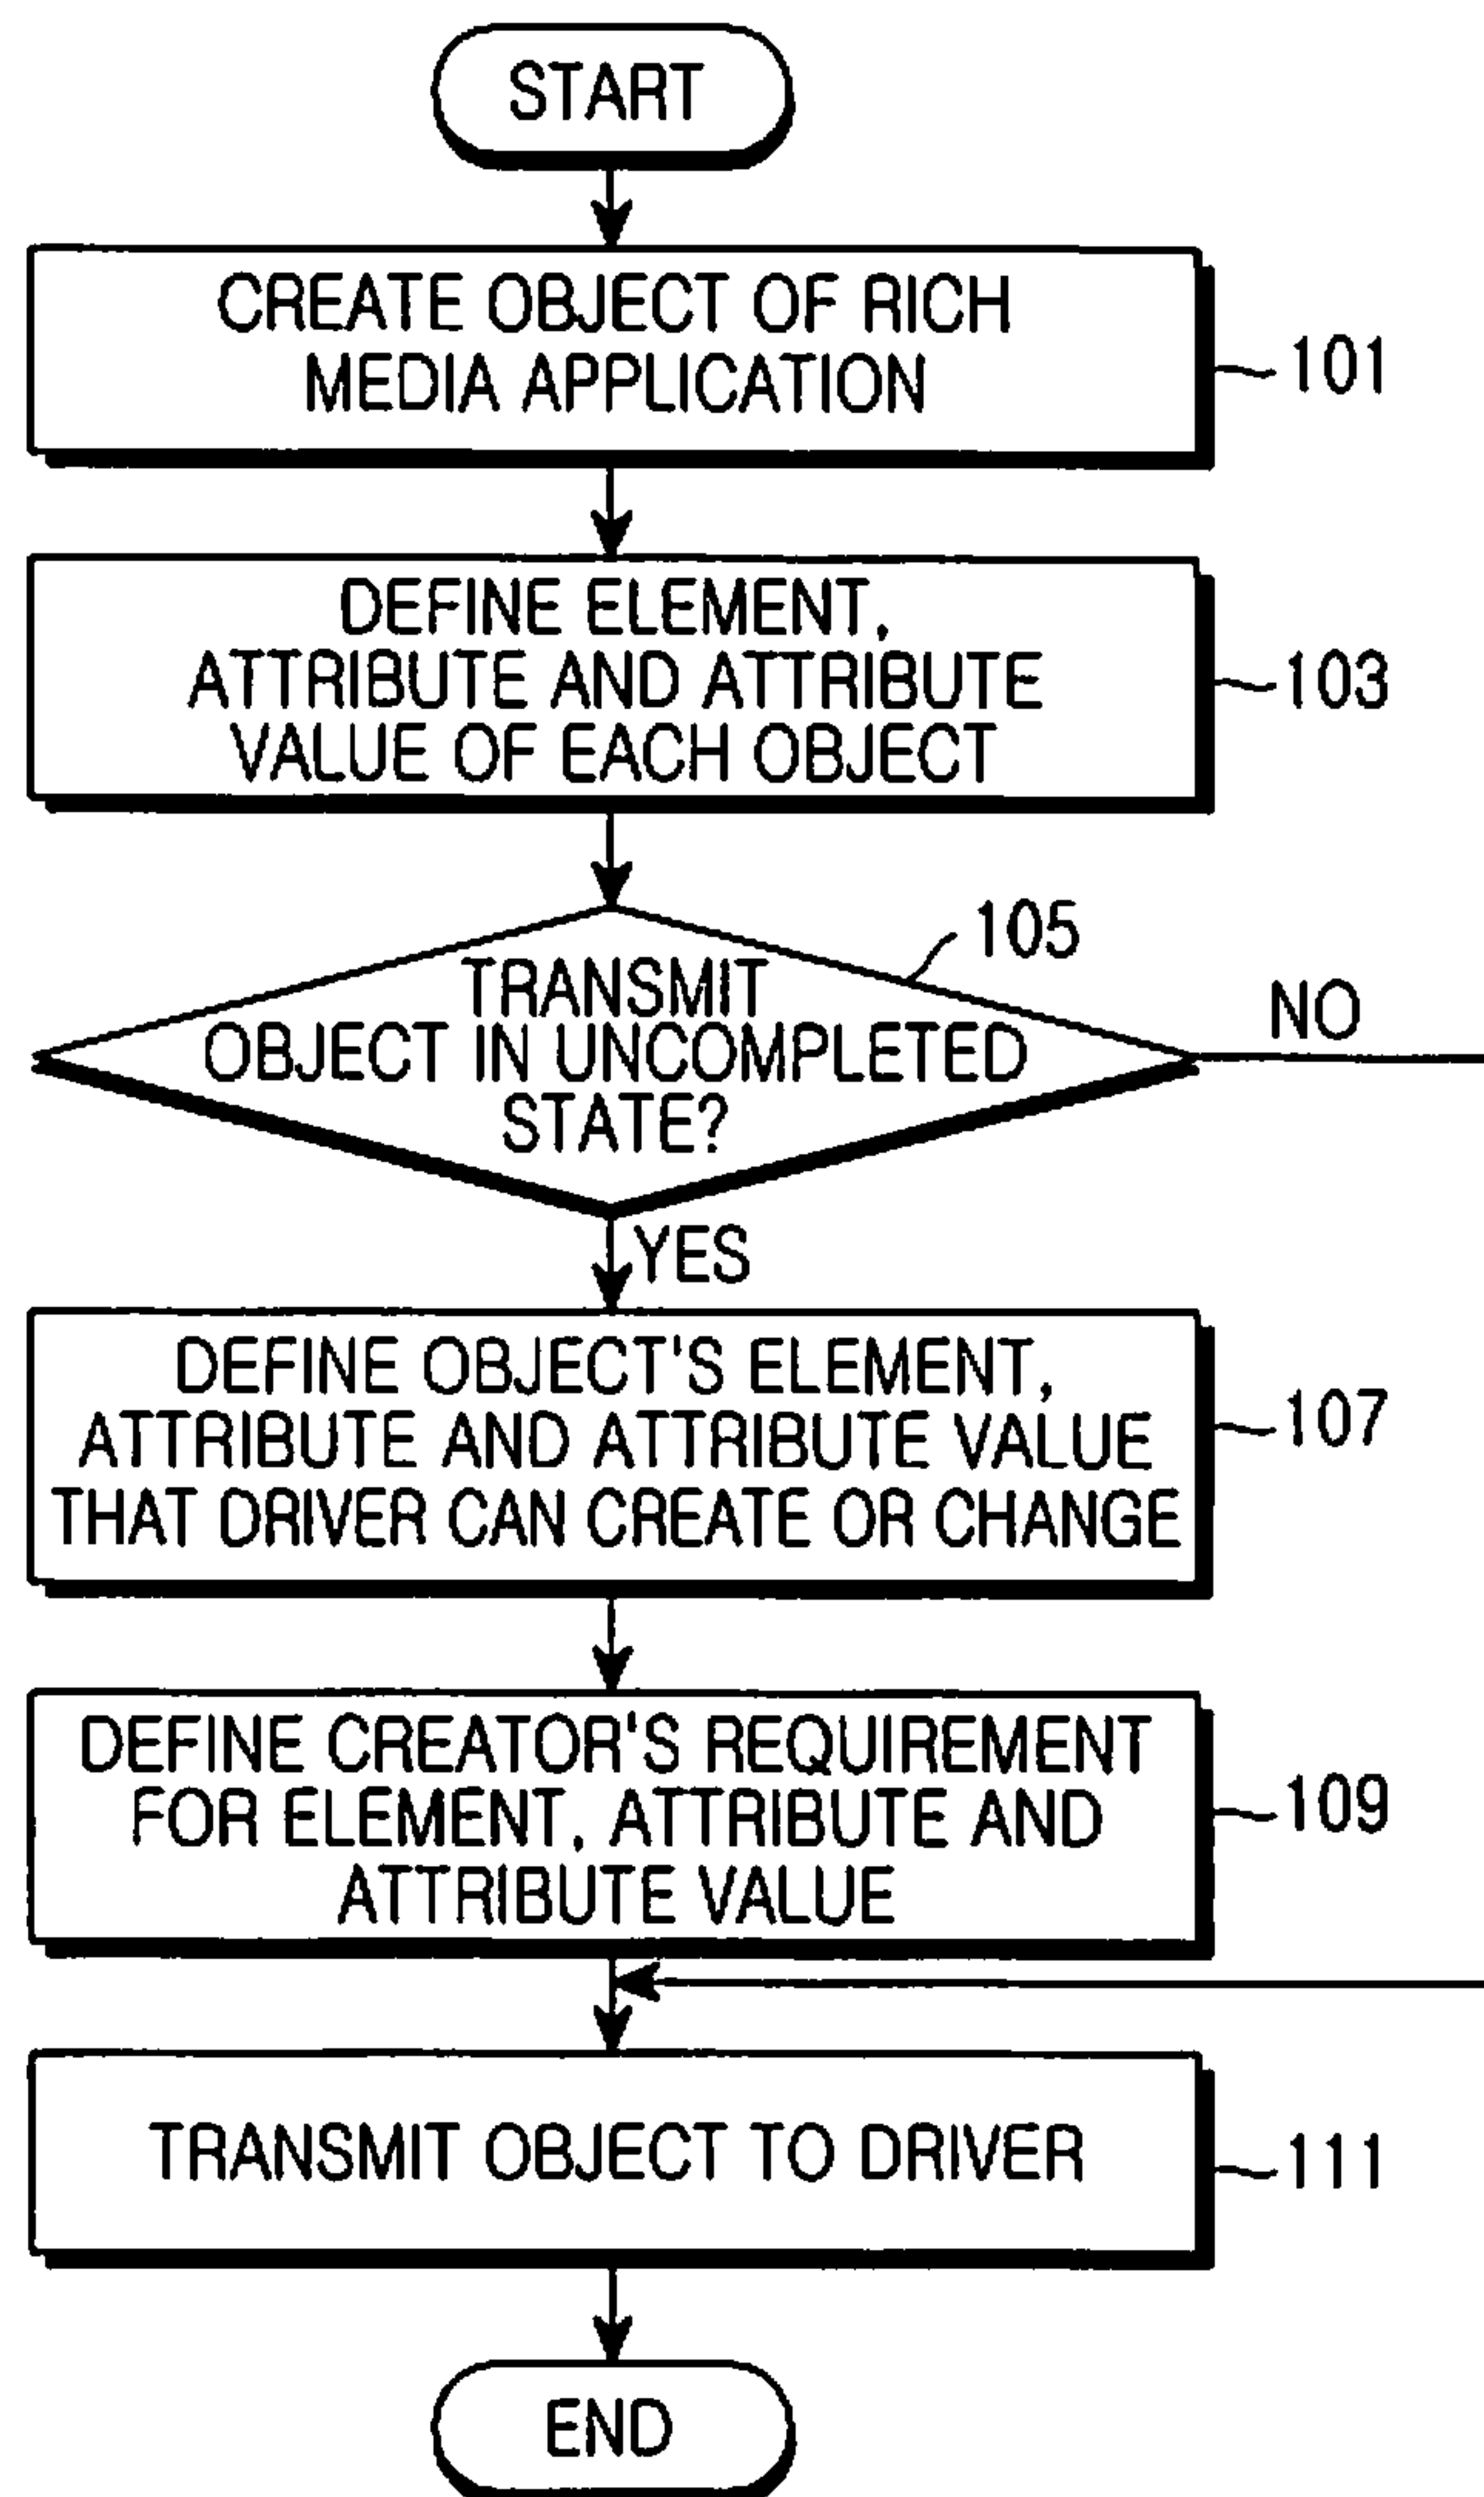 START
CREATE OBJECT OF RICH
MEDIA APPLICATION
101
DEFINE ELEMENT,
ATTRIBUTE AND ATTRIBUTE
VALUE OF EACH OBJECT
103
105
TRANSMIT
OBJECT IN UNCOMPLETED
STATE?
NO
YES
DEFINE OBJECT'S ELEMENT,
ATTRIBUTE AND ATTRIBUTE VALUE
THAT DRIVER CAN CREATE OR CHANGE
107
DEFINE CREATOR'S REQUIREMENT
FOR ELEMENT, ATTRIBUTE AND
ATTRIBUTE VALUE
109
TRANSMIT OBJECT TO DRIVER
111
END